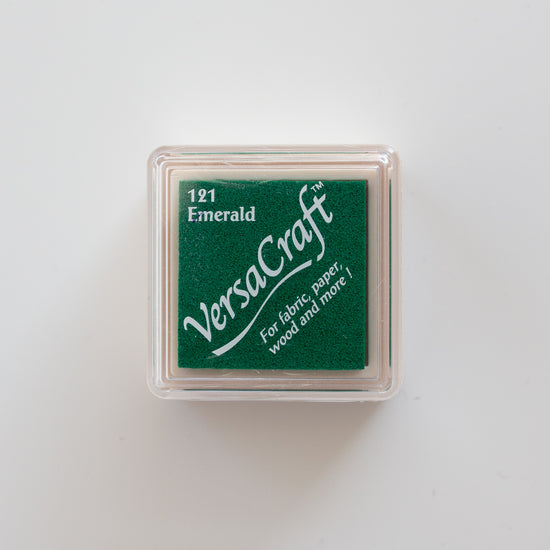 121
Emerald
VersaCraft™
For fabric, paper,
wood and more !